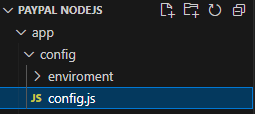 PAYPAL NODEJS
app
config
enviroment
JS config.js